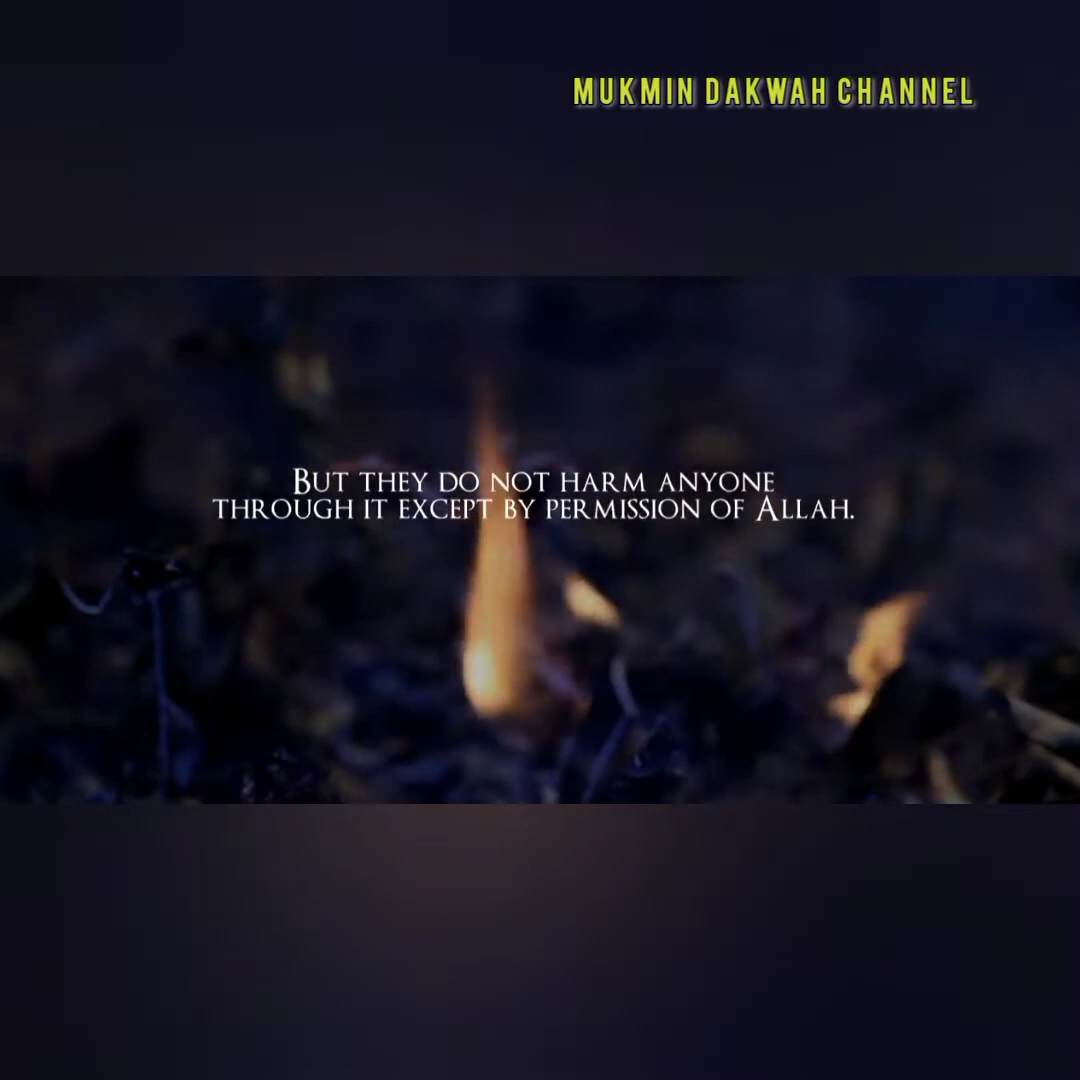 MUKMIN DAKWAH CHANNEL
But they do not harm anyone
through it except by permission of Allah.